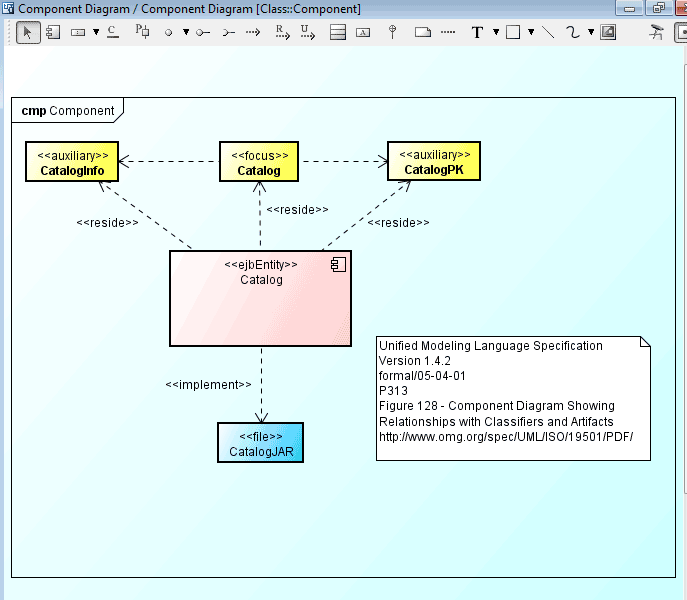 Component Diagram / Component Diagram [Class::Component]
T
cmp Component
<<auxiliary>>
CatalogInfo
<<focus>>
Catalog
<<auxiliary>>
CatalogPK
<<reside>>
<<reside>>
<<reside>>
<<ejbEntity>>
Catalog
<<implement>>
<<file>>
CatalogJAR
Unified Modeling Language Specification
Version 1.4.2
formal/05-04-01
P313
Figure 128 - Component Diagram Showing
Relationships with Classifiers and Artifacts
http://www.omg.org/spec/UML/ISO/19501/PDF/